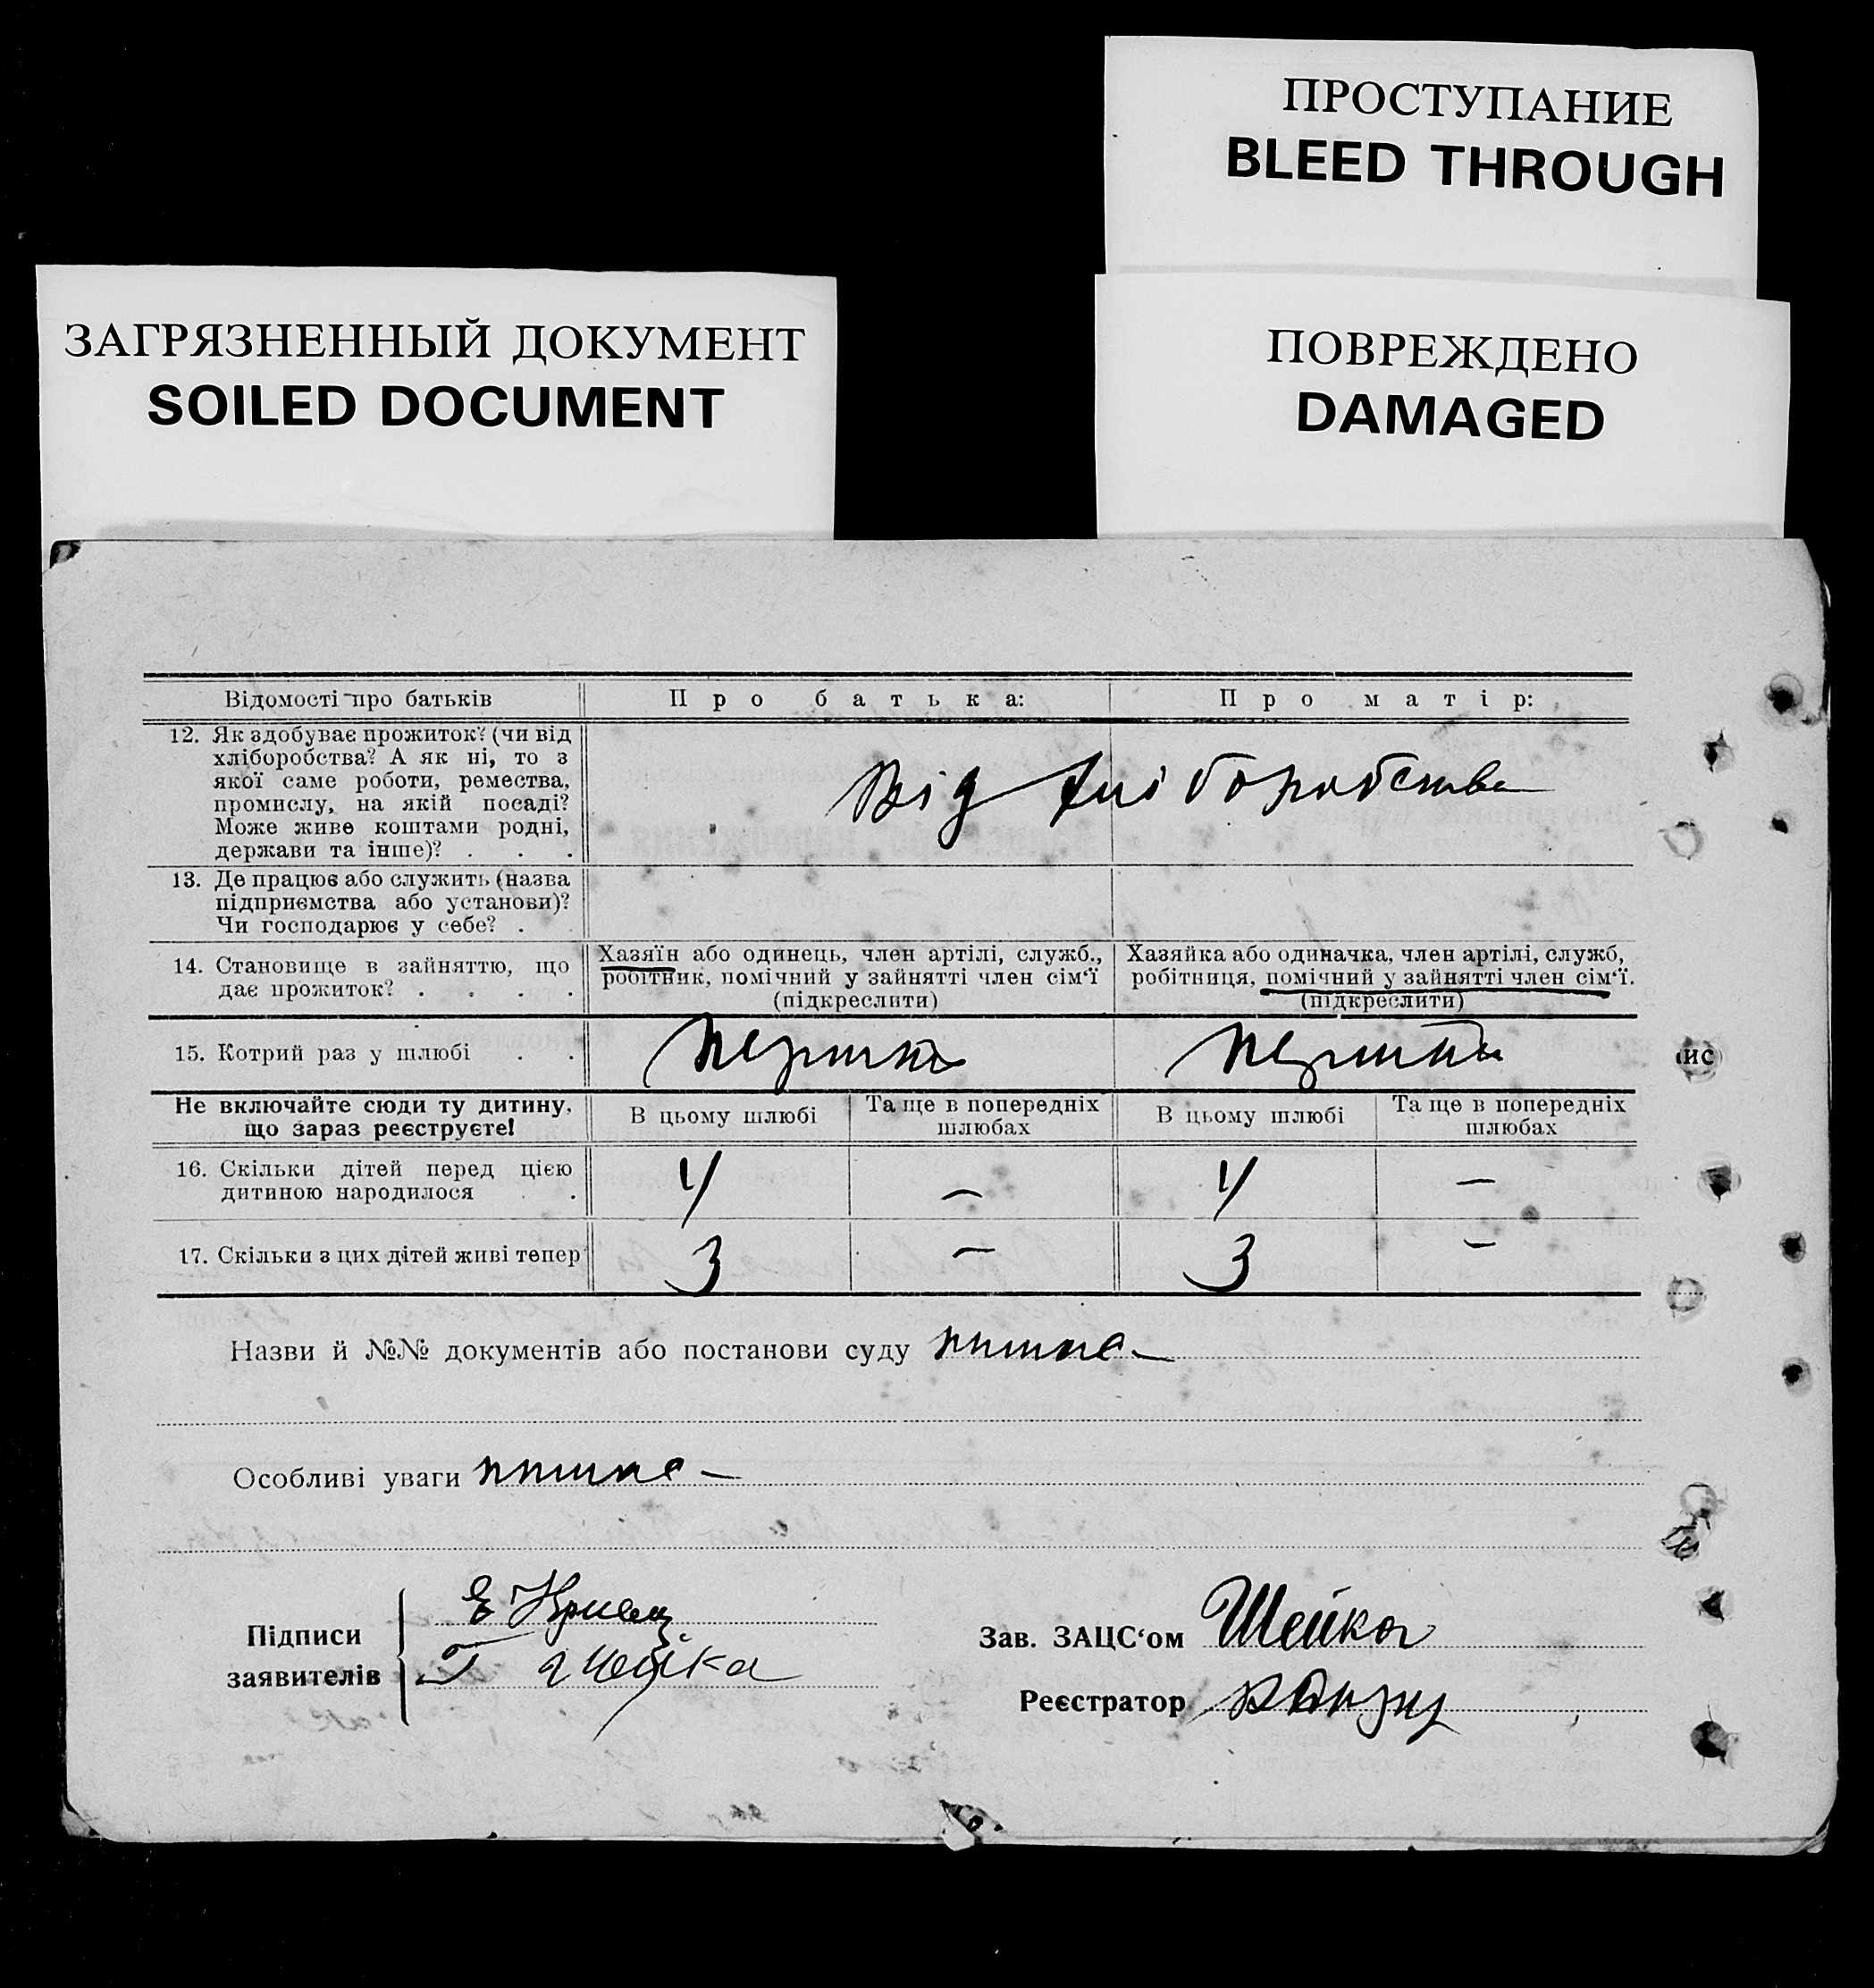 ПРОСТУПАНИЕ
BLEED THROUGH
ЗАГРЯЗНЕННЫЙ ДОКУМЕНТ
SOILED DOCUMENT
ПОВРЕЖДЕНО
DAMAGED
Відомості про батьків
Про батька:
Про матір:
12. Як здобуває прожиток? (чи від
хліборобства? А як ні, то з
якої саме роботи, ремества,
промислу, на якій посаді?
Може живе коштами родні,
держави та інше)? . . .
Від хліборобства
13. Де працює або служить (назва
підприємства або установи)?
Чи господарює у себе? .
14. Становище в зайняттю, що
дає прожиток? . . . .
Хазяїн або одинець, член артілі, служб.,
робітник, помічний у зайнятті член сім‘ї
(підкреслити)
Хазяйка або одиначка, член артілі, служб,
робітниця, помічний у зайнятті член сім‘ї.
(підкреслити)
15. Котрий раз у шлюбі . .
Не включайте сюди ту дитину,
що зараз реєструєте!
В цьому шлюбі
Та ще в попередніх
шлюбах
В цьому шлюбі
Та ще в попередніх
шлюбах
16. Скільки дітей перед цією
дитиною народилося . .
4 — 4 —
17. Скільки з цих дітей живі тепер
3 — 3 —
Назви й №№ документів або постанови суду
Особливі уваги
Підписи
заявителів
Е Кривец
Т
Зав. ЗАЦС‘ом Шейко
Реєстратор
ис